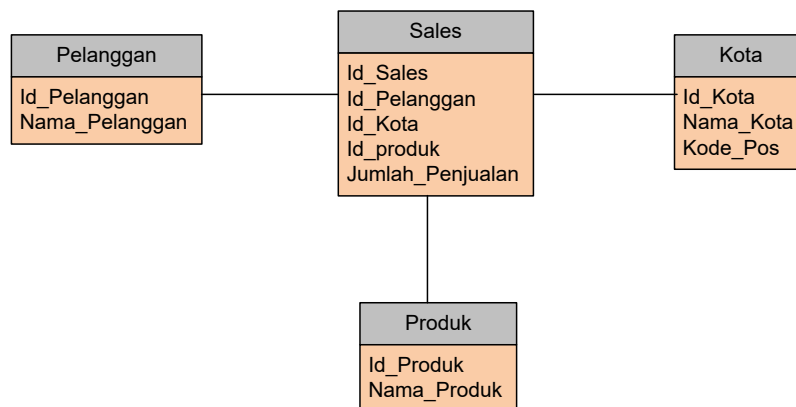 Pelanggan
Id_Pelanggan
Nama_Pelanggan
Sales
Id_Sales
Id_Pelanggan
Id_Kota
Id_produk
Jumlah_Penjualan
Kota
Id_Kota
Nama_Kota
Kode_Pos
Produk
Id_Produk
Nama_Produk